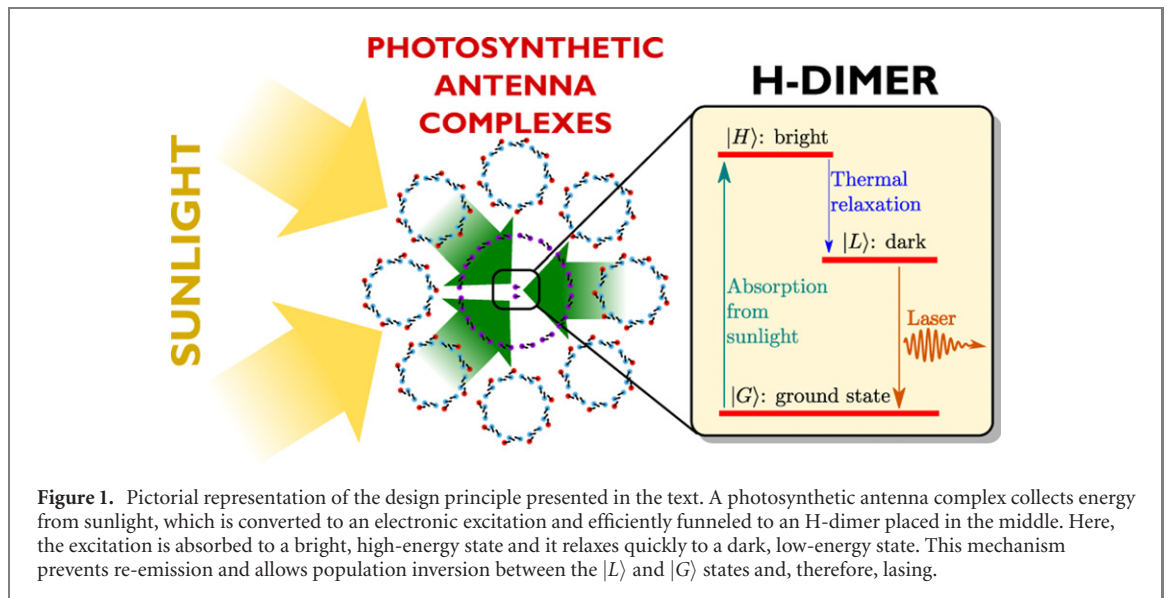 PHOTOSYNTHETIC
ANTENNA
COMPLEXES
SUNLIGHT
H-DIMER
|H⟩: bright
Thermal
relaxation
|L⟩: dark
Absorption
from
sunlight
Laser
|G⟩: ground state
Figure 1. Pictorial representation of the design principle presented in the text. A photosynthetic antenna complex collects energy
from sunlight, which is converted to an electronic excitation and efficiently funneled to an H-dimer placed in the middle. Here,
the excitation is absorbed to a bright, high-energy state and it relaxes quickly to a dark, low-energy state. This mechanism
prevents re-emission and allows population inversion between the |L⟩ and |G⟩ states and, therefore, lasing.